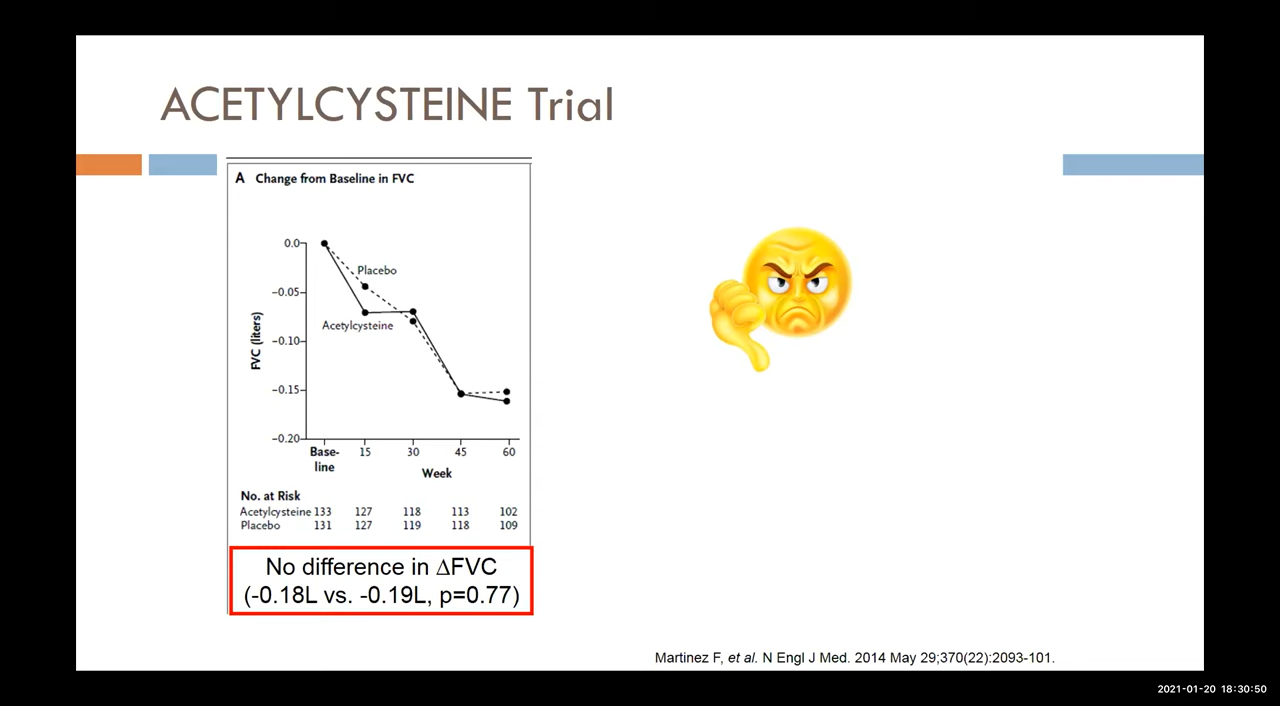 ACETYLCYSTEINE Trial
A Change from Baseline in FVC
0.0
−0.05
−0.10
−0.15
−0.20
FVC (liters)
Placebo
Acetylcysteine
Base-
line
15 30 45 60
Week
No. at Risk
Acetylcysteine 133 127 118 113 102
Placebo 131 127 119 118 109
No difference in ∆FVC
(-0.18L vs. -0.19L, p=0.77)
Martinez F, et al. N Engl J Med. 2014 May 29;370(22):2093-101.
2021-01-20 18:30:50